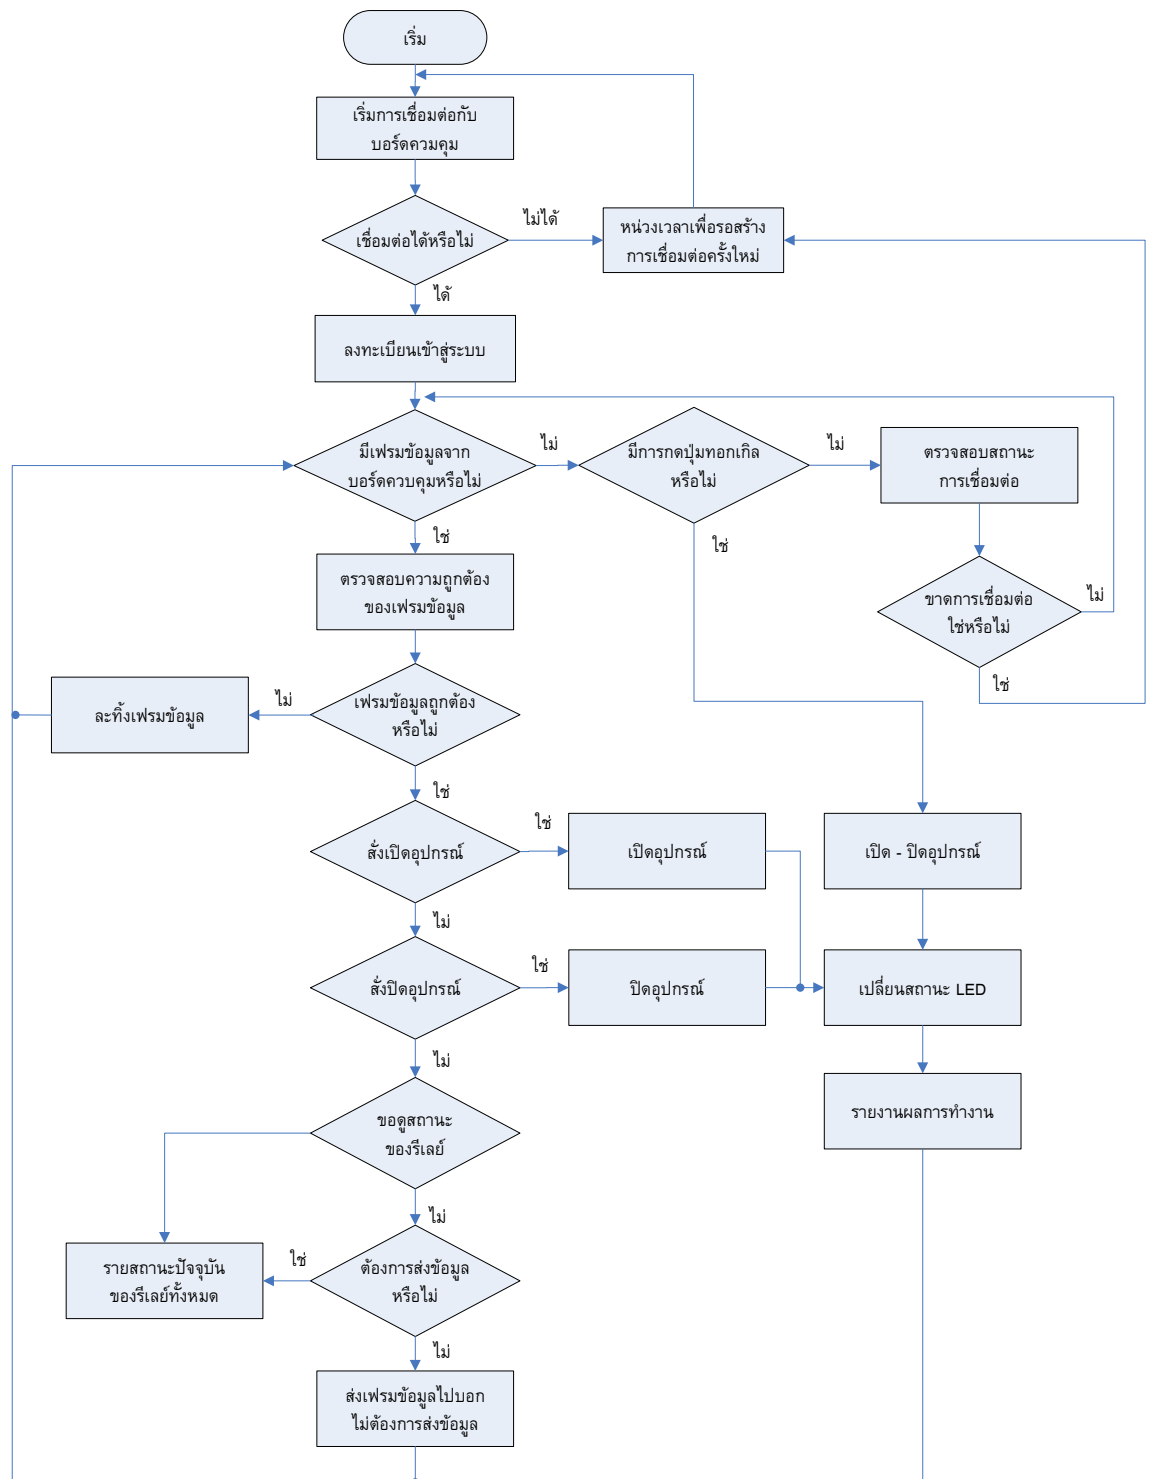 เริ่ม
เริ่มการเชื่อมต่อกับ
บอร์ดควมคุม
เชื่อมต่อได้หรือไม่
ไม่ได้
หน่วงเวลาเพื่อรอสร้าง
การเชื่อมต่อครั้งใหม่
ได้
ลงทะเบียนเข้าสู่ระบบ
มีเฟรมข้อมูลจาก
บอร์ดควบคุมหรือไม่
ไม่
มีการกดปุ่มทอกเกิล
หรือไม่
ไม่
ตรวจสอบสถานะ
การเชื่อมต่อ
ใช่
ใช่
ตรวจสอบความถูกต้อง
ของเฟรมข้อมูล
ขาดการเชื่อมต่อ
ใช่หรือไม่
ไม่
ใช่
ละทิ้งเฟรมข้อมูล
ไม่
เฟรมข้อมูลถูกต้อง
หรือไม่
ใช่
สั่งเปิดอุปกรณ์
ใช่
เปิดอุปกรณ์
เปิด - ปิดอุปกรณ์
ไม่
สั่งปิดอุปกรณ์
ใช่
ปิดอุปกรณ์
เปลี่ยนสถานะ LED
ไม่
ขอดูสถานะ
ของรีเลย์
รายงานผลการทำงาน
ไม่
รายสถานะปัจจุบัน
ของรีเลย์ทั้งหมด
ใช่
ต้องการส่งข้อมูล
หรือไม่
ไม่
ส่งเฟรมข้อมูลไปบอก
ไม่ต้องการส่งข้อมูล